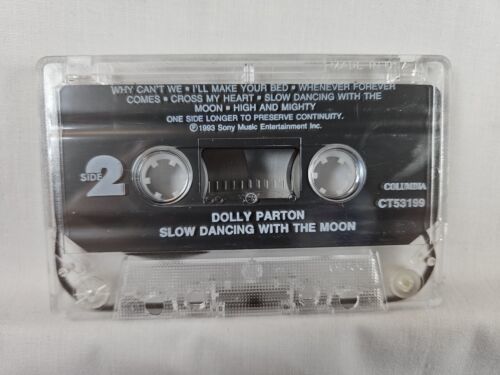 MADE IN U.S.A.
WHY CAN'T WE • I'LL MAKE YOUR BED • WHENEVER FOREVER
COMES • CROSS MY HEART • SLOW DANCING WITH THE
MOON • HIGH AND MIGHTY
ONE SIDE LONGER TO PRESERVE CONTINUITY.
℗1993 Sony Music Entertainment Inc.
SIDE 2
COLUMBIA
CT53199
DOLLY PARTON
SLOW DANCING WITH THE MOON